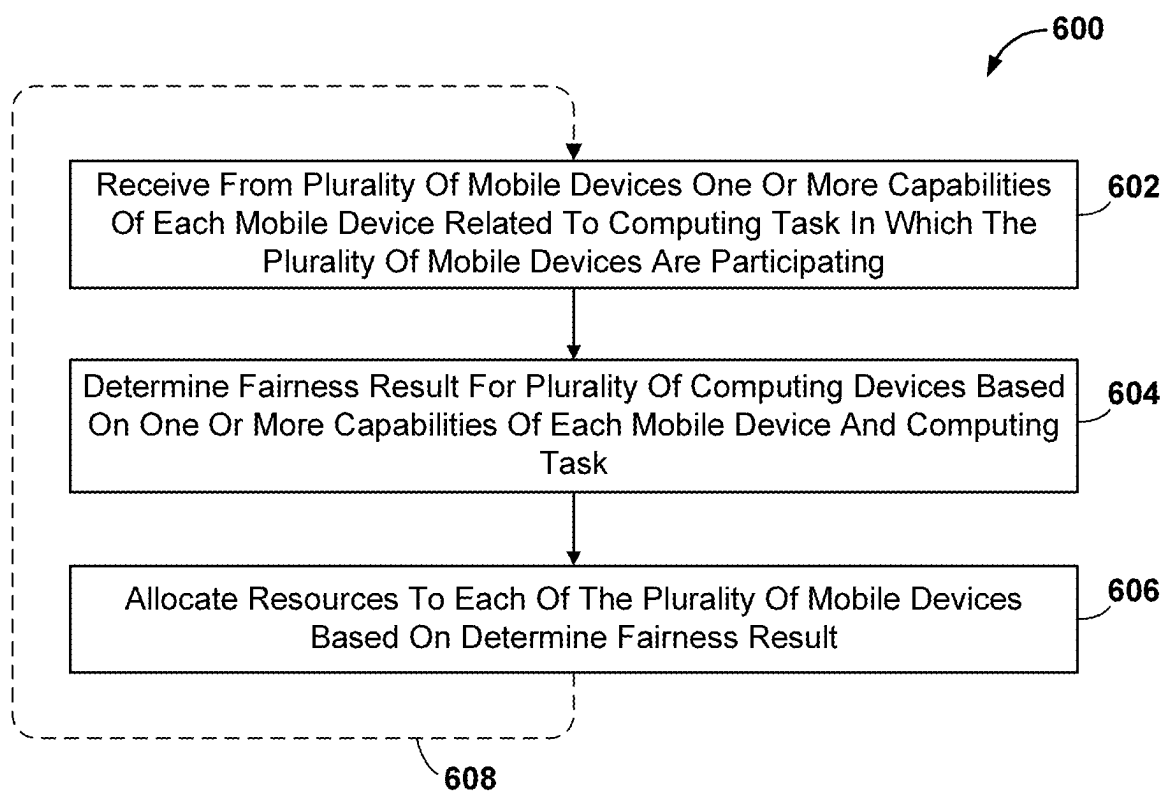 600
Receive From Plurality Of Mobile Devices One Or More Capabilities
Of Each Mobile Device Related To Computing Task In Which The
Plurality Of Mobile Devices Are Participating
602
Determine Fairness Result For Plurality Of Computing Devices Based
On One Or More Capabilities Of Each Mobile Device And Computing
Task
604
Allocate Resources To Each Of The Plurality Of Mobile Devices
Based On Determine Fairness Result
606
608